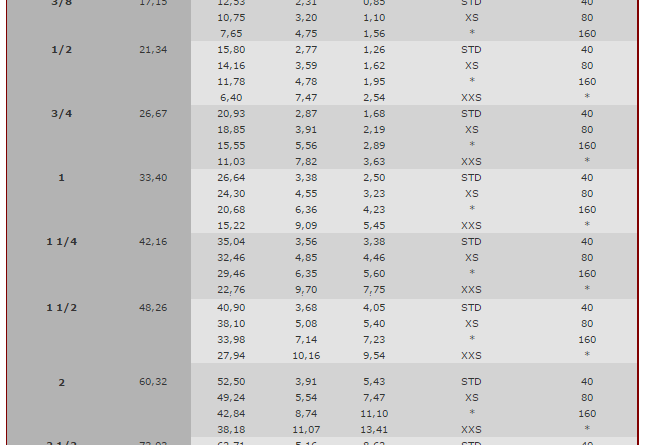 3/8 17,15 12,53 2,31 0,85 STD 40
10,75 3,20 1,10 XS 80
7,65 4,75 1,56 * 160
1/2 21,34 15,80 2,77 1,26 STD 40
14,16 3,59 1,62 XS 80
11,78 4,78 1,95 * 160
6,40 7,47 2,54 XXS *
3/4 26,67 20,93 2,87 1,68 STD 40
18,85 3,91 2,19 XS 80
15,55 5,56 2,89 * 160
11,03 7,82 3,63 XXS *
1 33,40 26,64 3,38 2,50 STD 40
24,30 4,55 3,23 XS 80
20,68 6,36 4,23 * 160
15,22 9,09 5,45 XXS *
1 1/4 42,16 35,04 3,56 3,38 STD 40
32,46 4,85 4,46 XS 80
29,46 6,35 5,60 * 160
22,76 9,70 7,75 XXS *
1 1/2 48,26 40,90 3,68 4,05 STD 40
38,10 5,08 5,40 XS 80
33,98 7,14 7,23 * 160
27,94 10,16 9,54 XXS *
2 60,32 52,50 3,91 5,43 STD 40
49,24 5,54 7,47 XS 80
42,84 8,74 11,10 * 160
38,18 11,07 13,41 XXS *
2 1/2 73,03 62,71 5,16 8,62 STD 40